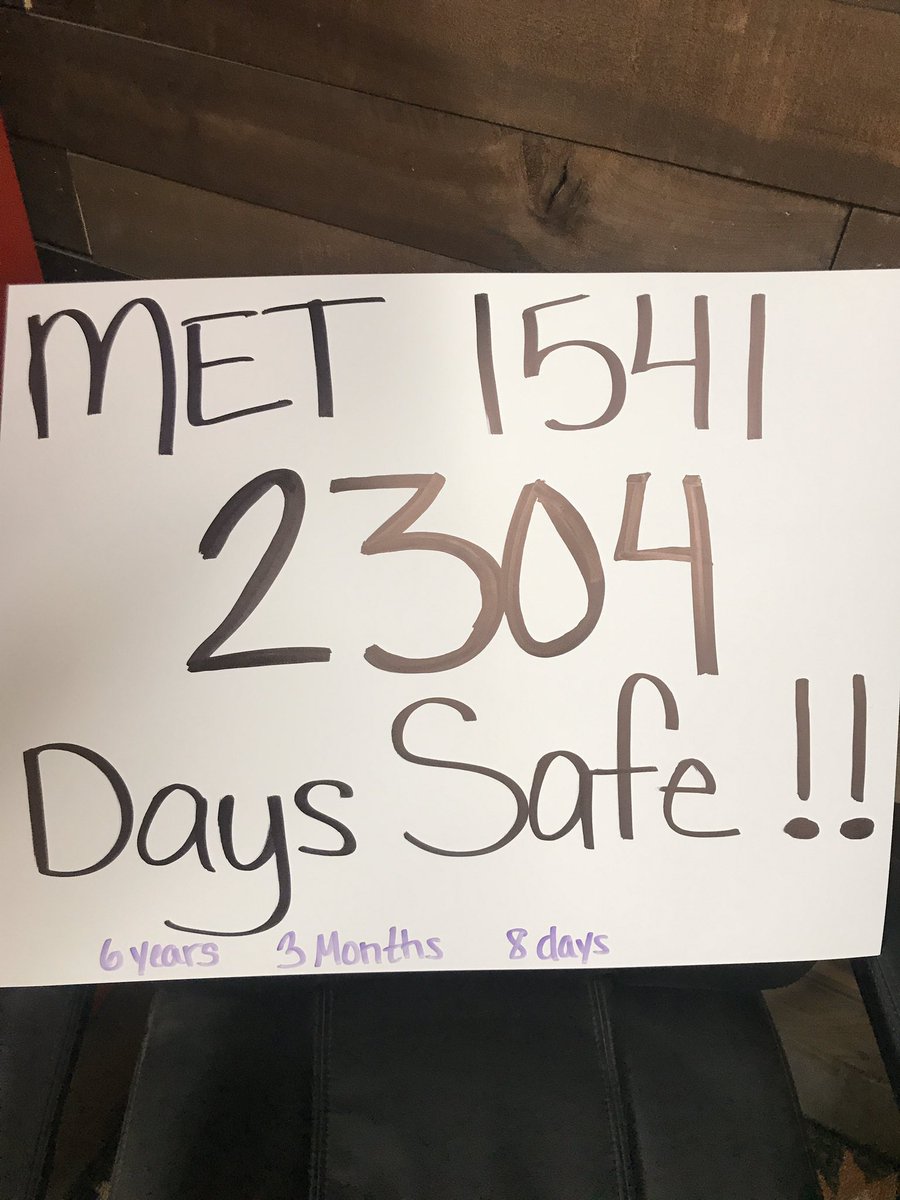 MET 1541
2304
Days Safe !!
6 years 3 Months 8 days